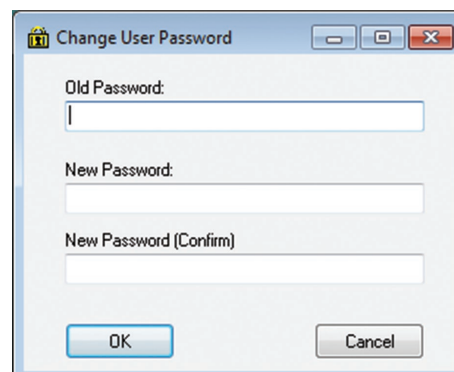 Change User Password
Old Password:
New Password:
New Password (Confirm)
OK Cancel